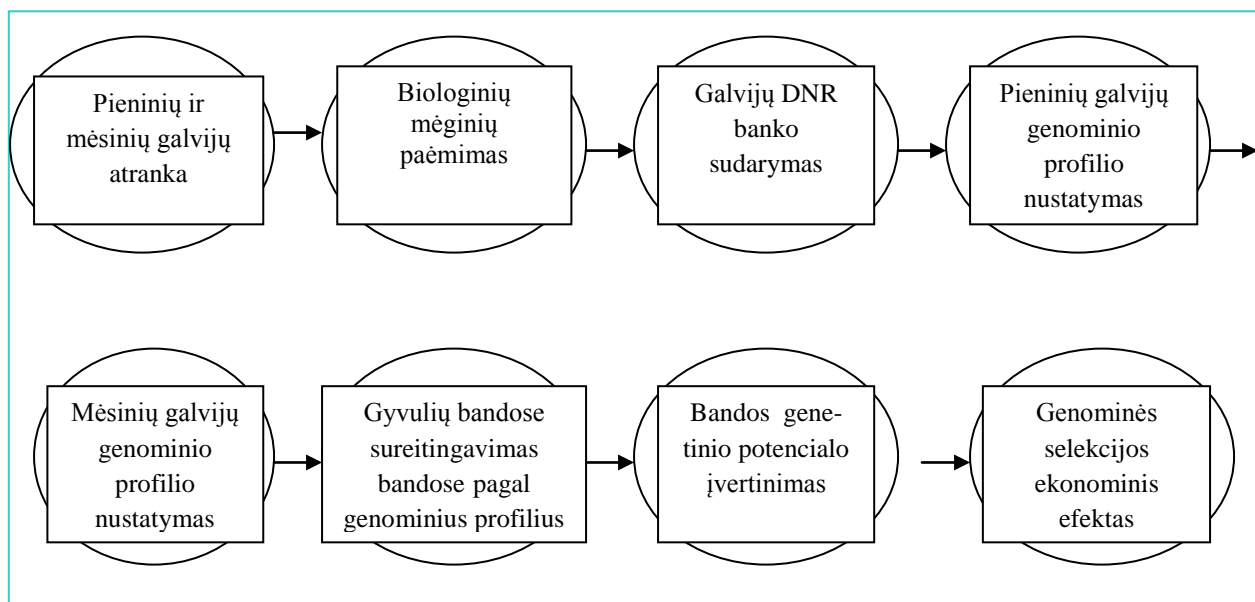 Pieninių ir
mėsinių galvijų
atranka
Biologinių
mėginių
paėmimas
Galvijų DNR
banko
sudarymas
Pieninių galvijų
genominio
profilio
nustatymas
Mėsinių galvijų
genominio
profilio
nustatymas
Gyvulių bandose
sureitingavimas
bandose pagal
genominius profilius
Bandos gene-
tinio potencialo
įvertinimas
Genominės
selekcijos
ekonominis
efektas